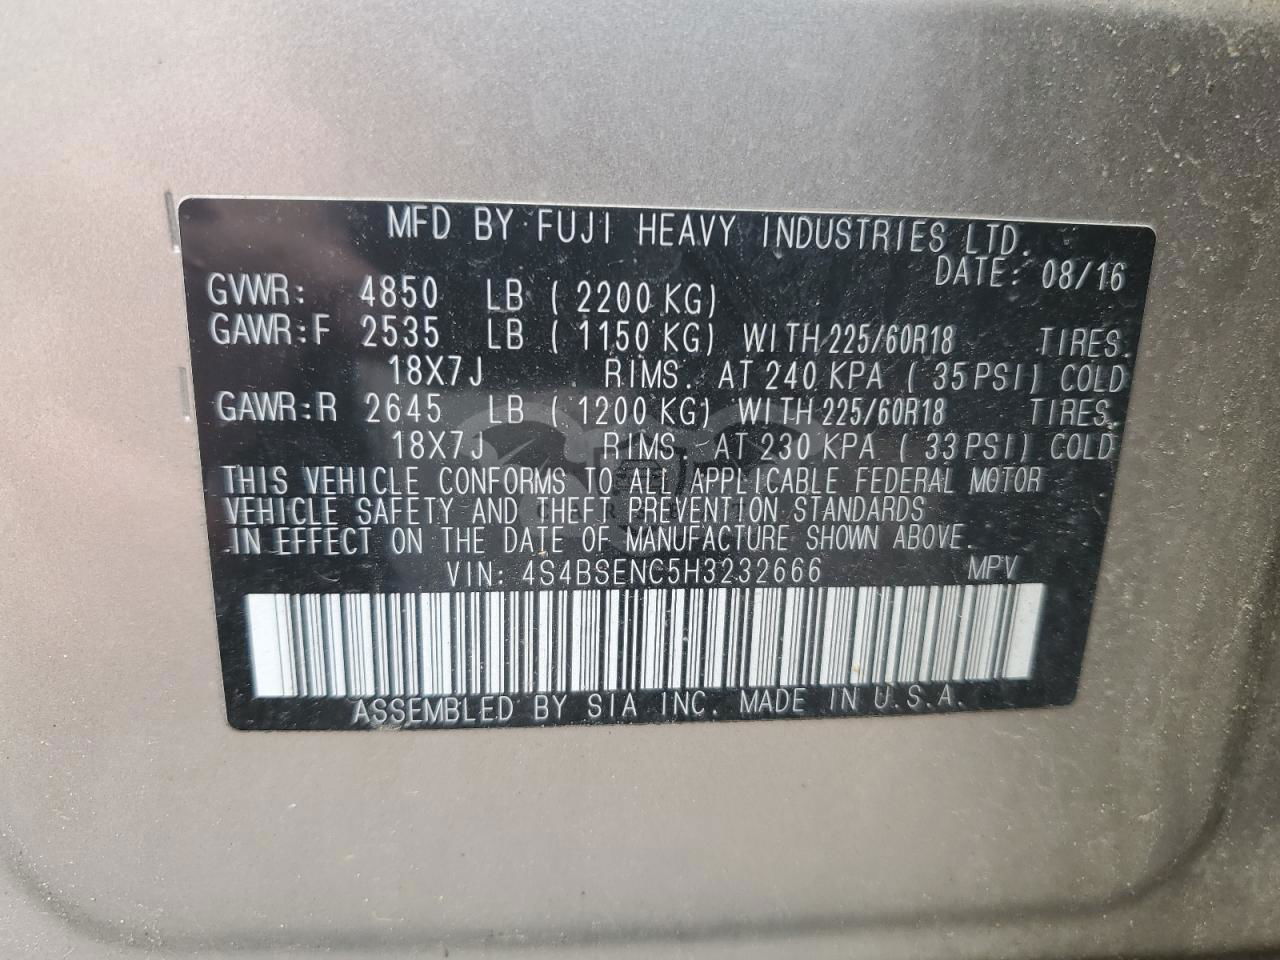 MFD BY FUJI HEAVY INDUSTRIES LTD.
DATE: 08/16
GVWR: 4850 LB ( 2200 KG)
GAWR:F 2535 LB ( 1150 KG) WITH 225/60R18 TIRES.
18X7J RIMS. AT 240 KPA ( 35 PSI) COLD
GAWR:R 2645 LB ( 1200 KG) WITH 225/60R18 TIRES.
18X7J RIMS. AT 230 KPA ( 33 PSI) COLD
THIS VEHICLE CONFORMS TO ALL APPLICABLE FEDERAL MOTOR
VEHICLE SAFETY AND THEFT PREVENTION STANDARDS
IN EFFECT ON THE DATE OF MANUFACTURE SHOWN ABOVE.
VIN: 4S4BSENC5H3232666 MPV
ASSEMBLED BY SIA INC. MADE IN U.S.A.